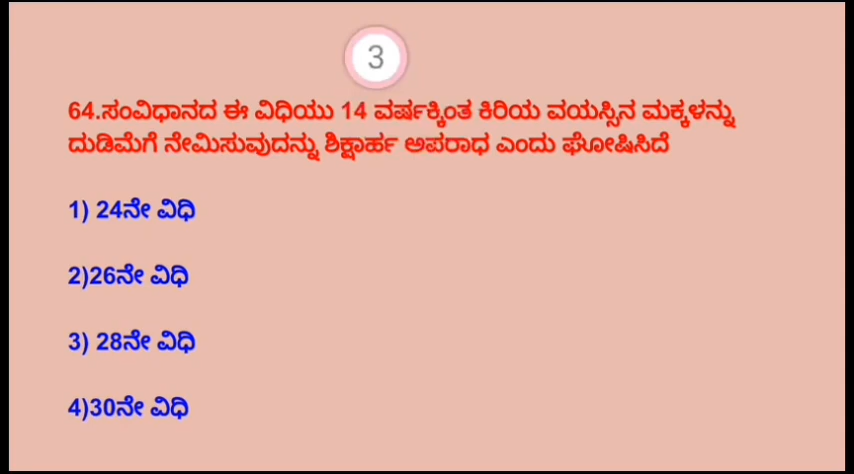 3
64.ಸಂವಿಧಾನದ ಈ ವಿಧಿಯು 14 ವರ್ಷಕ್ಕಿಂತ ಕಿರಿಯ ವಯಸ್ಸಿನ ಮಕ್ಕಳನ್ನು
ದುಡಿಮೆಗೆ ನೇಮಿಸುವುದನ್ನು ಶಿಕ್ಷಾರ್ಹ ಅಪರಾಧ ಎಂದು ಘೋಷಿಸಿದೆ
1) 24ನೇ ವಿಧಿ
2)26ನೇ ವಿಧಿ
3) 28ನೇ ವಿಧಿ
4)30ನೇ ವಿಧಿ